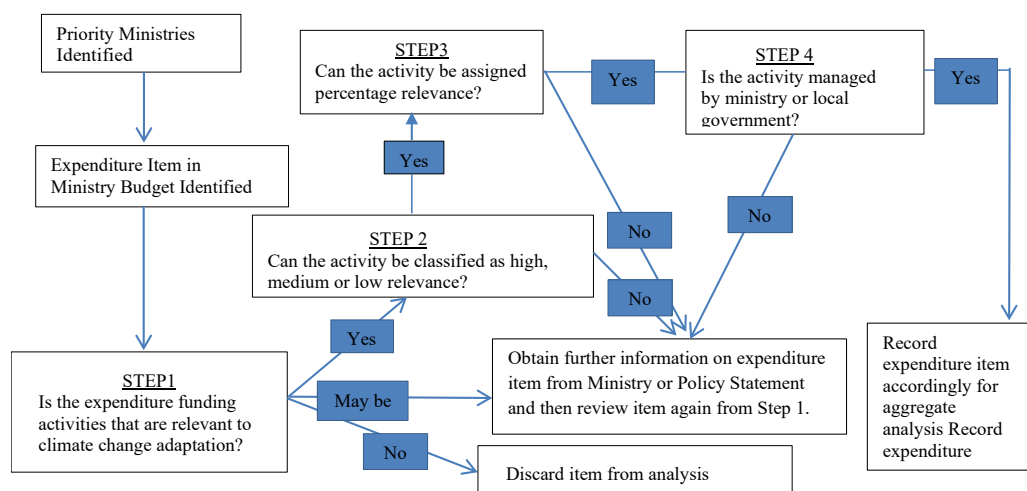 Priority Ministries
Identified
Expenditure Item in
Ministry Budget Identified
STEP1
Is the expenditure funding
activities that are relevant to
climate change adaptation?
Yes
May be
No
STEP 2
Can the activity be classified as high,
medium or low relevance?
Yes
No
STEP3
Can the activity be assigned
percentage relevance?
Yes
No
STEP 4
Is the activity managed
by ministry or local
government?
Yes
No
Obtain further information on expenditure
item from Ministry or Policy Statement
and then review item again from Step 1.
Discard item from analysis
Record
expenditure item
accordingly for
aggregate
analysis Record
expenditure